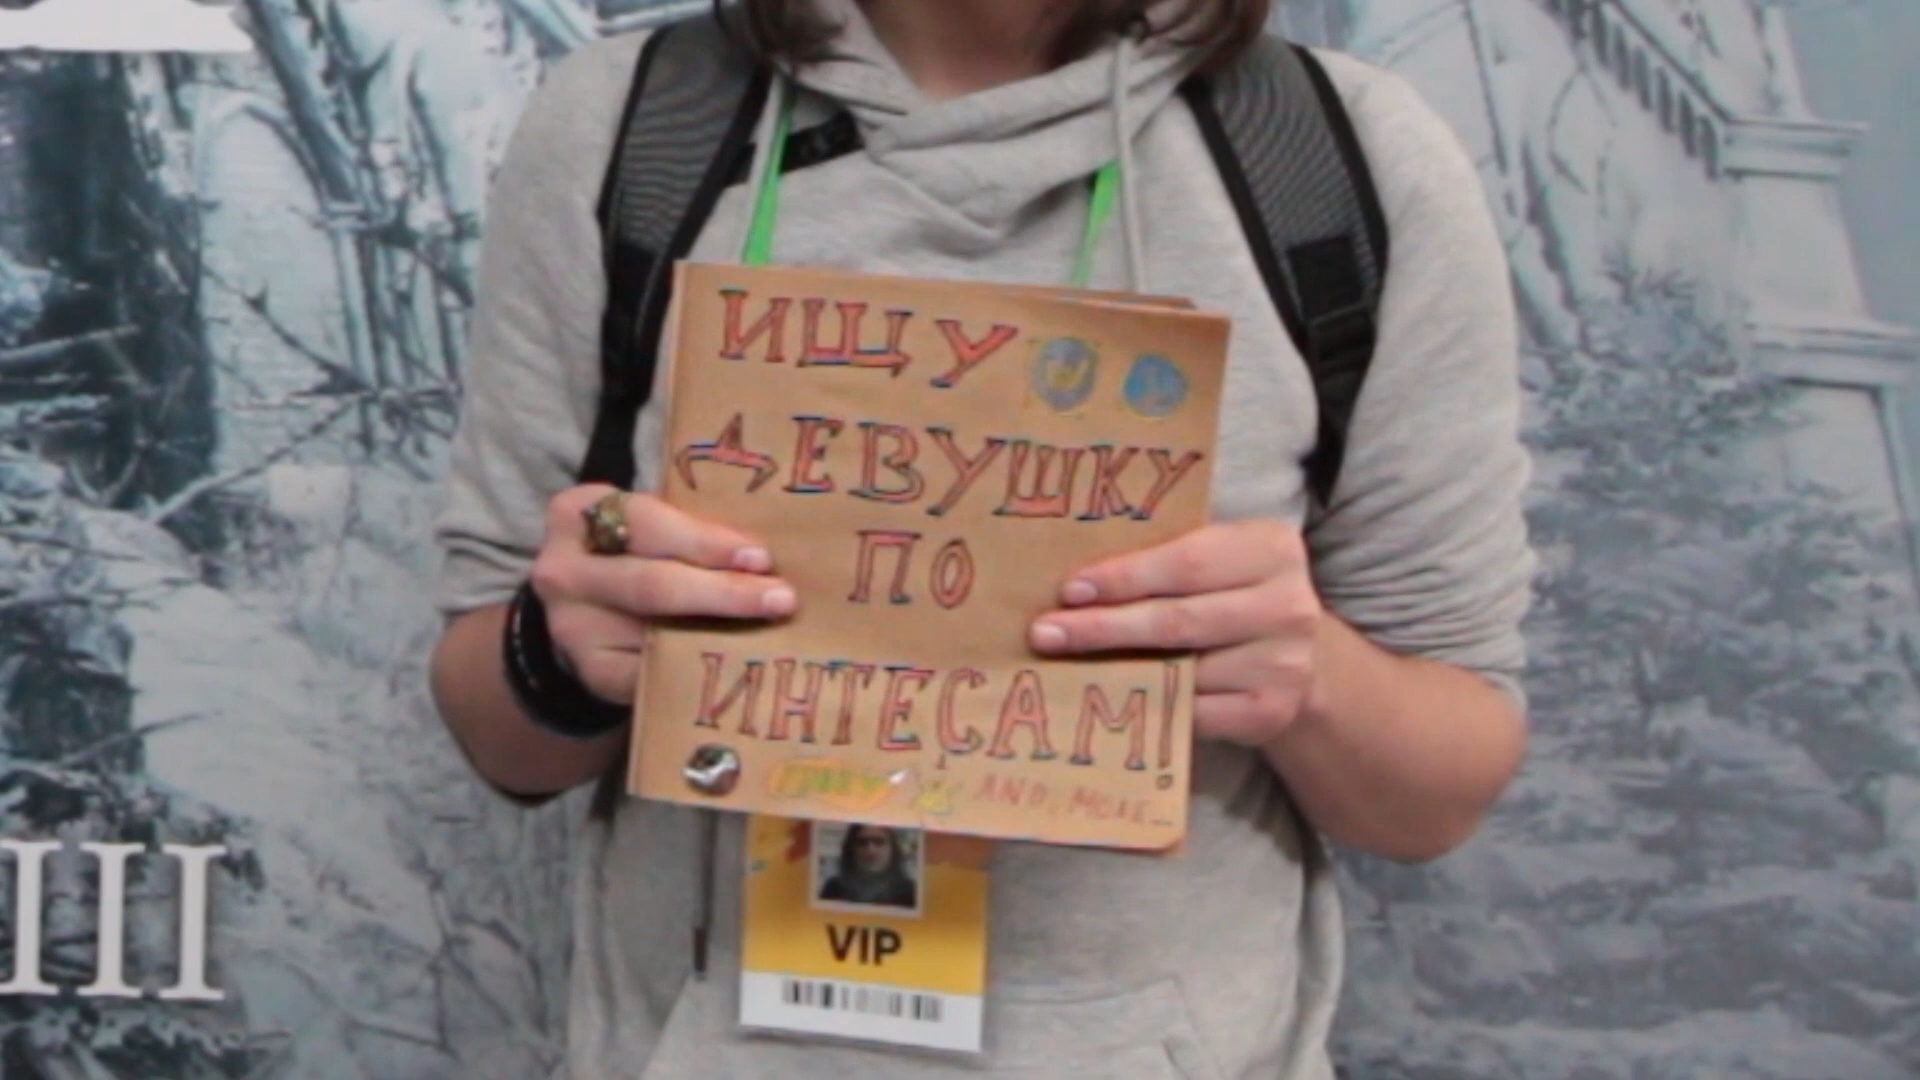 ИЩУ
ДЕВУШКУ
ПО
ИНТЕСАМ!
AND, MORE...
VIP
III